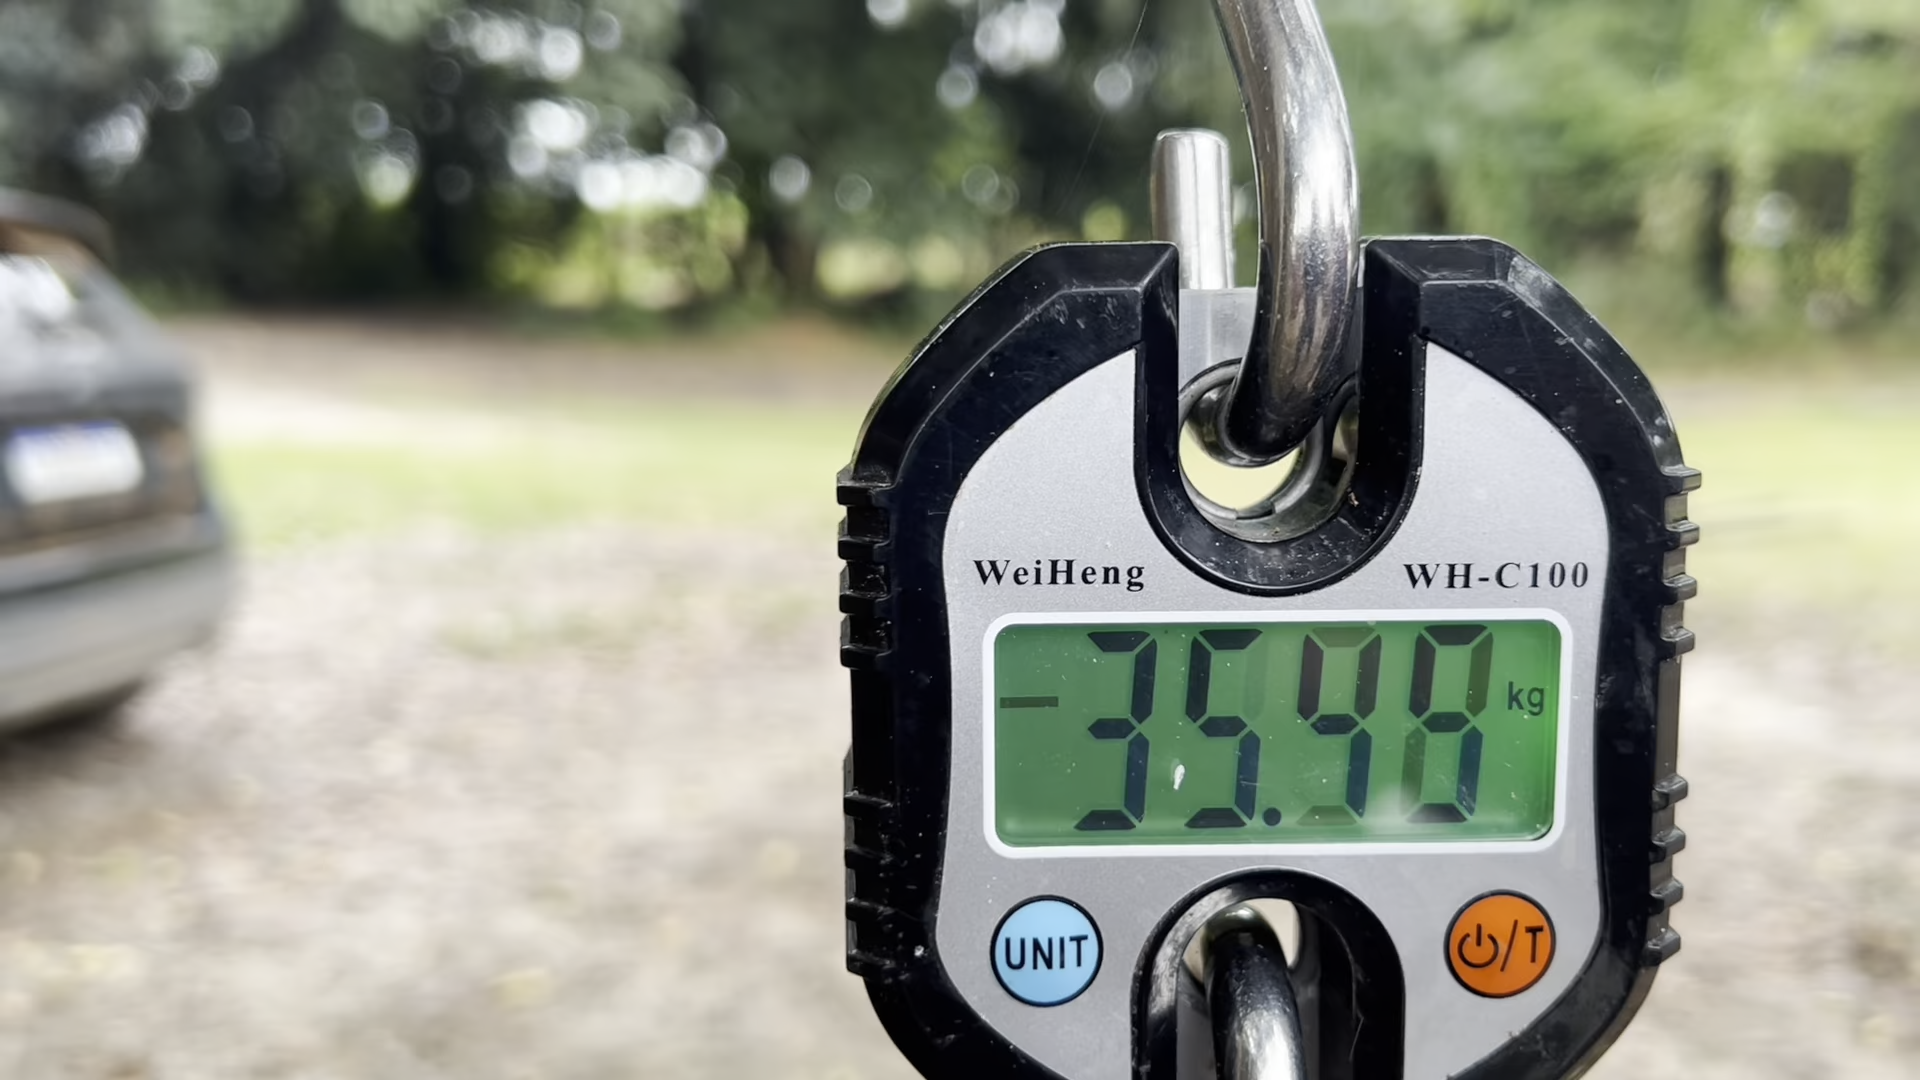 WeiHeng WH-C100
-35.98 kg
UNIT ⏻/T